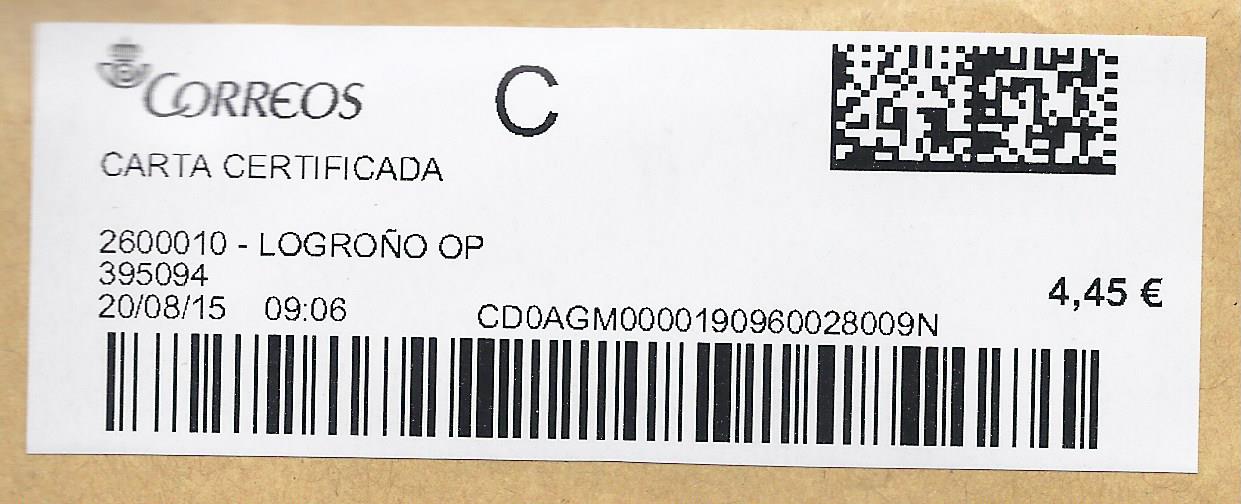 CORREOS
C
CARTA CERTIFICADA
2600010 - LOGROÑO OP
395094
20/08/15 09:06
CD0AGM0000190960028009N
4,45 €